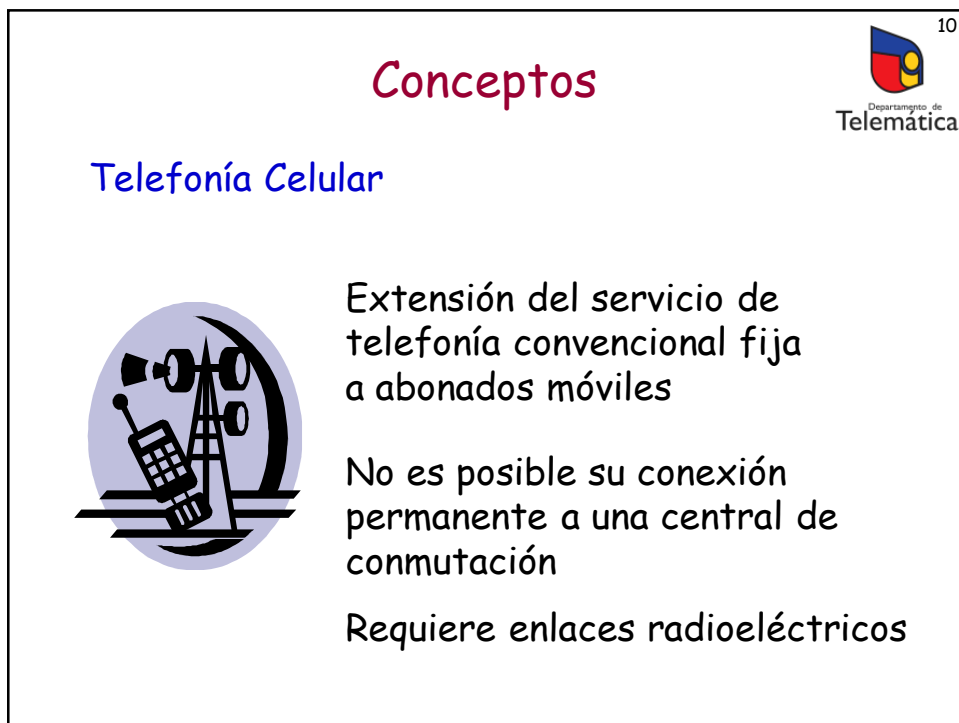 10
Conceptos
Departamento de
Telemática
Telefonía Celular
Extensión del servicio de
telefonía convencional fija
a abonados móviles
No es posible su conexión
permanente a una central de
conmutación
Requiere enlaces radioeléctricos